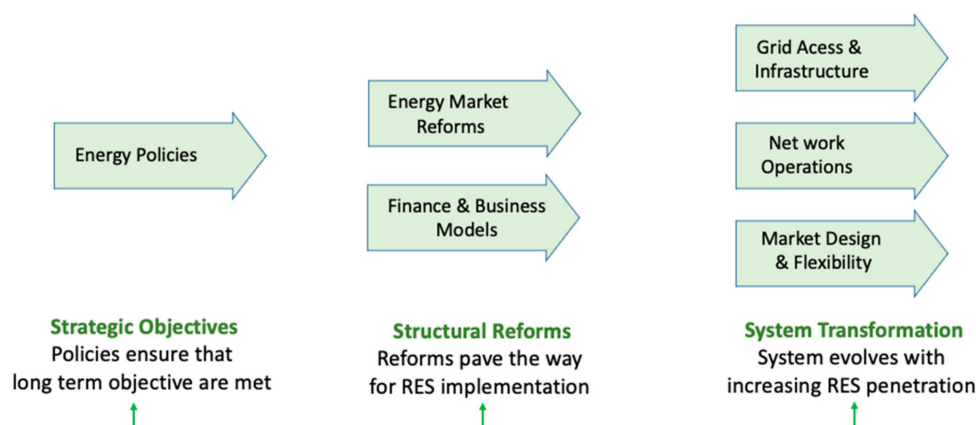 Energy Policies
Energy Market
Reforms
Finance & Business
Models
Grid Acess &
Infrastructure
Net work
Operations
Market Design
& Flexibility
Strategic Objectives
Policies ensure that
long term objective are met
Structural Reforms
Reforms pave the way
for RES implementation
System Transformation
System evolves with
increasing RES penetration